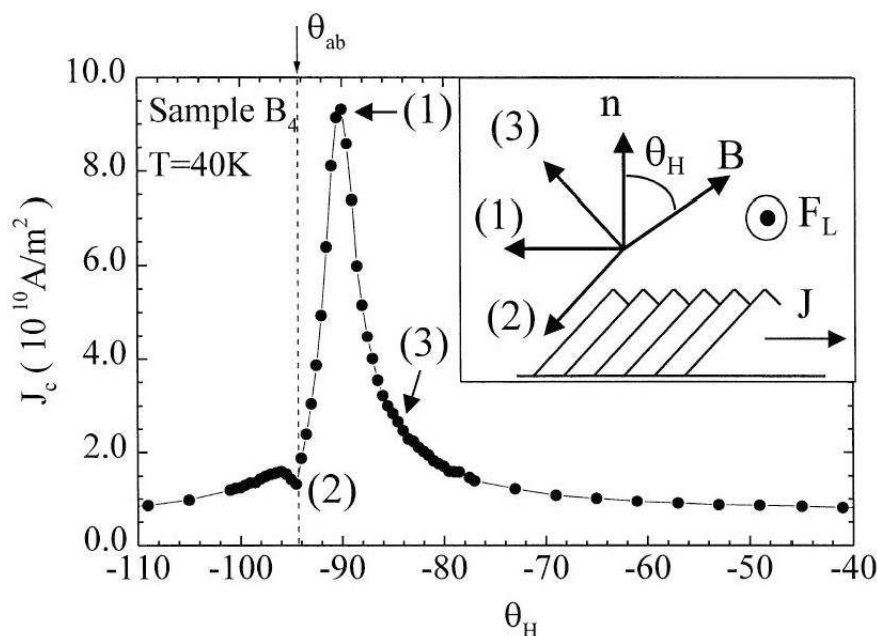 θab
10.0
8.0
6.0
4.0
2.0
0.0
Jc ( 10 10 A/m2 )
Sample B4
T=40K
(1)
(3)
(2)
n
θH
B
(3)
(1)
(2)
FL
J
-110 -100 -90 -80 -70 -60 -50 -40
θH